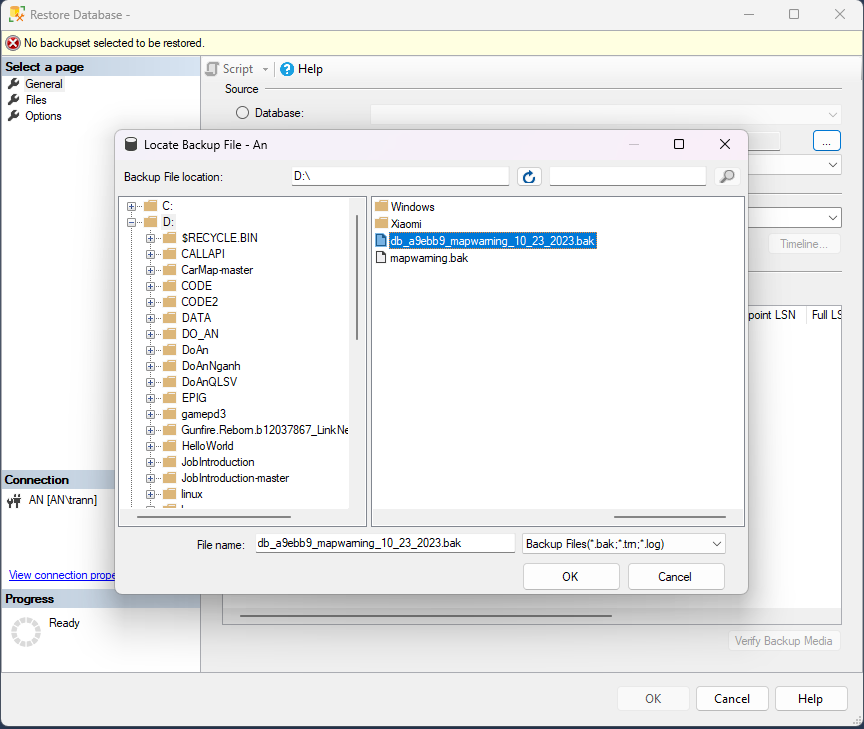 Restore Database -
No backupset selected to be restored.
Select a page
General
Files
Options
Script
Help
Source
Database:
...
Timeline...
point LSN
Full LS
Locate Backup File - An
Backup File location:
D:\
C:
D:
$RECYCLE.BIN
CALLAPI
CarMap-master
CODE
CODE2
DATA
DO_AN
DoAn
DoAnNganh
DoAnQLSV
EPIG
gamepd3
Gunfire.Reborn.b12037867_LinkNe
HelloWorld
JobIntroduction
JobIntroduction-master
linux
Windows
Xiaomi
db_a9ebb9_mapwarning_10_23_2023.bak
mapwarning.bak
File name:
db_a9ebb9_mapwarning_10_23_2023.bak
Backup Files(*.bak;*.trn;*.log)
OK
Cancel
Connection
AN [AN\trann]
View connection prope
Progress
Ready
Verify Backup Media
OK
Cancel
Help